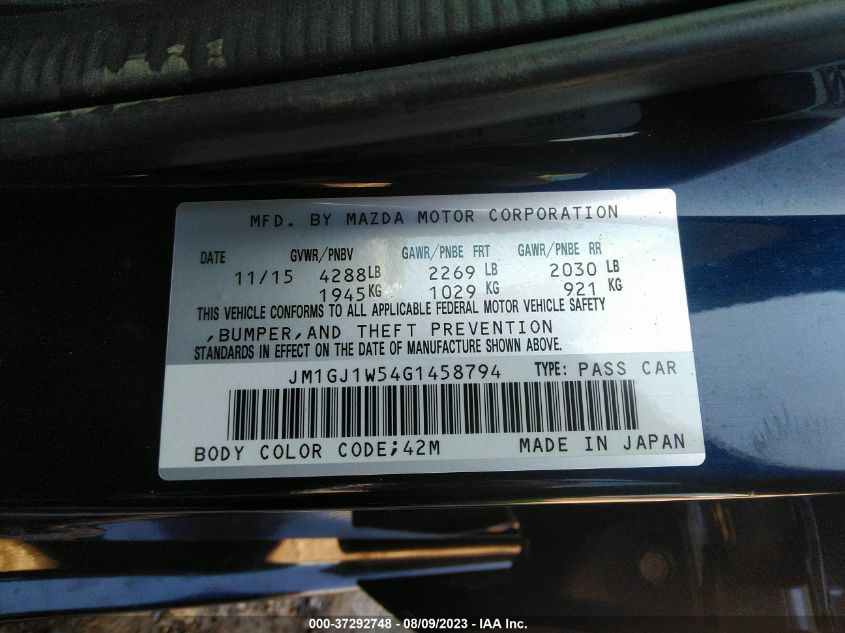 MFD. BY MAZDA MOTOR CORPORATION
DATE GVWR/PNBV GAWR/PNBE FRT GAWR/PNBE RR
11/15 4288LB 2269 LB 2030 LB
1945KG 1029 KG 921 KG
THIS VEHICLE CONFORMS TO ALL APPLICABLE FEDERAL MOTOR VEHICLE SAFETY
,BUMPER,AND THEFT PREVENTION
STANDARDS IN EFFECT ON THE DATE OF MANUFACTURE SHOWN ABOVE.
JM1GJ1W54G1458794 TYPE: PASS CAR
BODY COLOR CODE;42M MADE IN JAPAN
000-37292748 - 08/09/2023 - IAA Inc.